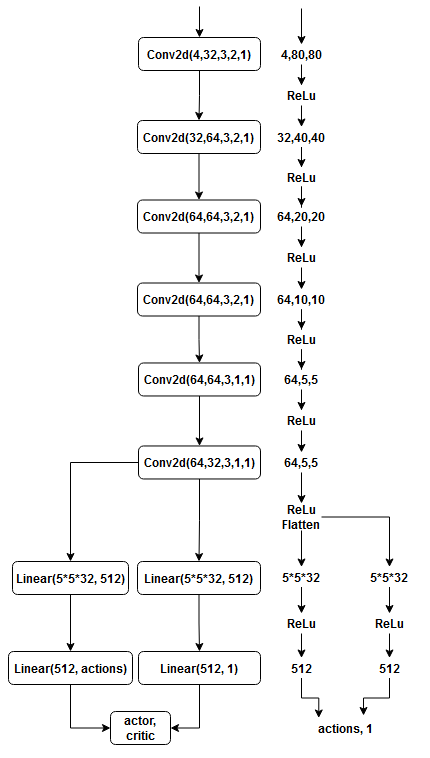 Conv2d(4,32,3,2,1)
4,80,80
ReLu
Conv2d(32,64,3,2,1)
32,40,40
ReLu
Conv2d(64,64,3,2,1)
64,20,20
ReLu
Conv2d(64,64,3,2,1)
64,10,10
ReLu
Conv2d(64,64,3,1,1)
64,5,5
ReLu
Conv2d(64,32,3,1,1)
64,5,5
ReLu
Flatten
Linear(5*5*32, 512)
Linear(5*5*32, 512)
5*5*32
5*5*32
ReLu
ReLu
Linear(512, actions)
Linear(512, 1)
512
512
actor,
critic
actions, 1